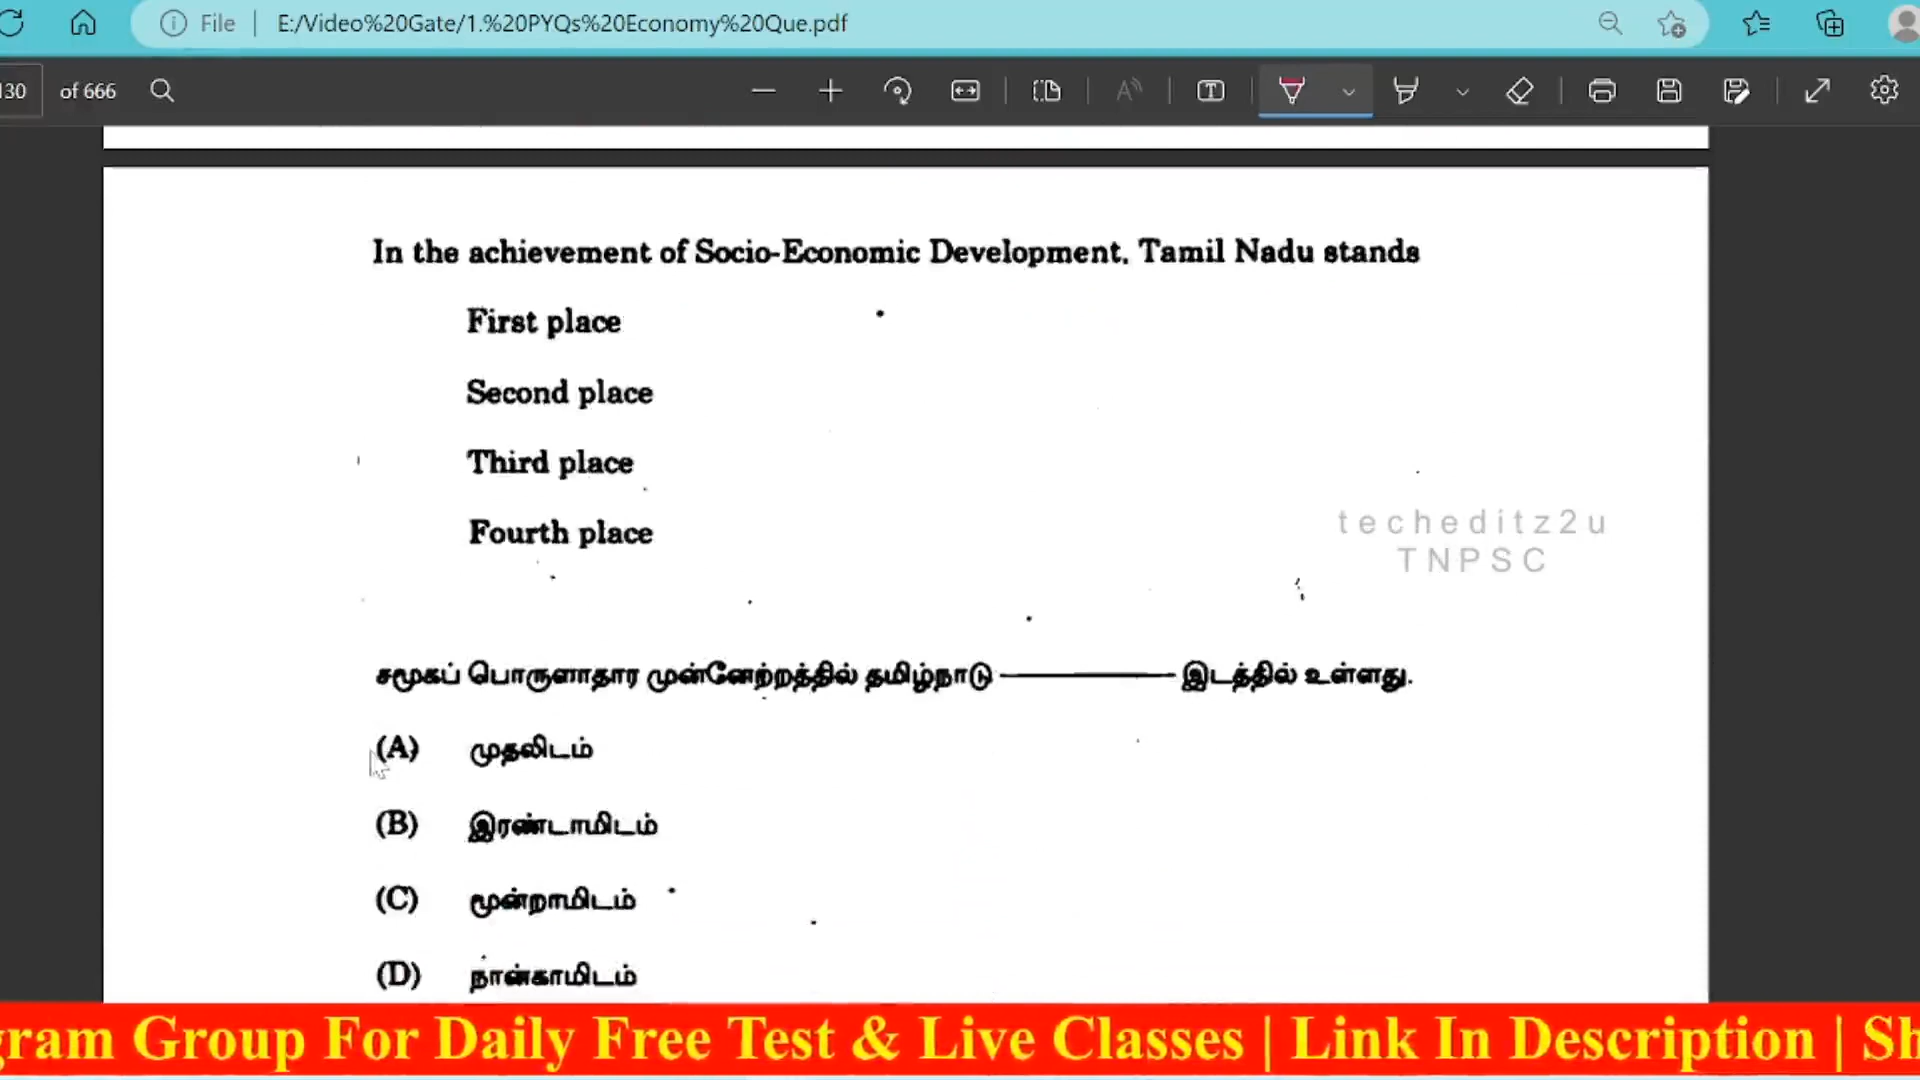 File | E:/Video%20Gate/1.%20PYQs%20Economy%20Que.pdf
130 of 666
In the achievement of Socio-Economic Development, Tamil Nadu stands
First place
Second place
Third place
Fourth place
techeditz2u
TNPSC
சமூகப் பொருளாதார முன்னேற்றத்தில் தமிழ்நாடு ———— இடத்தில் உள்ளது.
(A) முதலிடம்
(B) இரண்டாமிடம்
(C) மூன்றாமிடம்
(D) நான்காமிடம்
gram Group For Daily Free Test & Live Classes | Link In Description | Sh